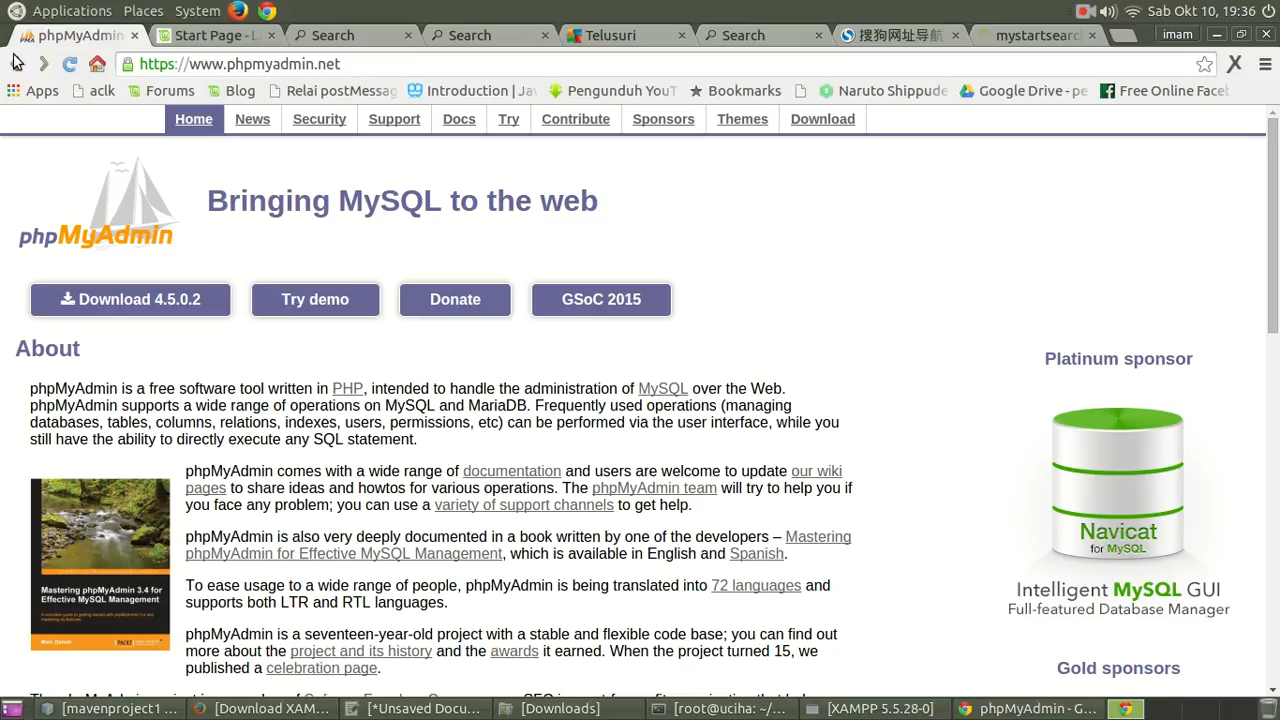 Applications Places System
Sab Okt 10, 19:36
phpMyAdmin
Start Page - L
Search
Search
Telusuri
Search
搜狗网址导航
mystartsearc
imam
https://www.phpmyadmin.net
Apps
aclk
Forums
Blog
Relai postMessag
Introduction | Jav
Pengunduh YouT
Bookmarks
Naruto Shippude
Google Drive - pe
Free Online Faceb
Home News Security Support Docs Try Contribute Sponsors Themes Download
phpMyAdmin
Bringing MySQL to the web
Download 4.5.0.2
Try demo
Donate
GSoC 2015
About
phpMyAdmin is a free software tool written in PHP, intended to handle the administration of MySQL over the Web.
phpMyAdmin supports a wide range of operations on MySQL and MariaDB. Frequently used operations (managing
databases, tables, columns, relations, indexes, users, permissions, etc) can be performed via the user interface, while you
still have the ability to directly execute any SQL statement.
phpMyAdmin comes with a wide range of documentation and users are welcome to update our wiki
pages to share ideas and howtos for various operations. The phpMyAdmin team will try to help you if
you face any problem; you can use a variety of support channels to get help.
phpMyAdmin is also very deeply documented in a book written by one of the developers – Mastering
phpMyAdmin for Effective MySQL Management, which is available in English and Spanish.
To ease usage to a wide range of people, phpMyAdmin is being translated into 72 languages and
supports both LTR and RTL languages.
phpMyAdmin is a seventeen-year-old project with a stable and flexible code base; you can find out
more about the project and its history and the awards it earned. When the project turned 15, we
published a celebration page.
Mastering phpMyAdmin 3.4 for
Effective MySQL Management
PACKT
Platinum sponsor
Navicat
for MySQL
Intelligent MySQL GUI
Full-featured Database Manager
Gold sponsors
[mavenproject1 ...
[Download XAM...
[*Unsaved Docu...
[Downloads]
[root@uciha: ~/...
[XAMPP 5.5.28-0]
phpMyAdmin - G...